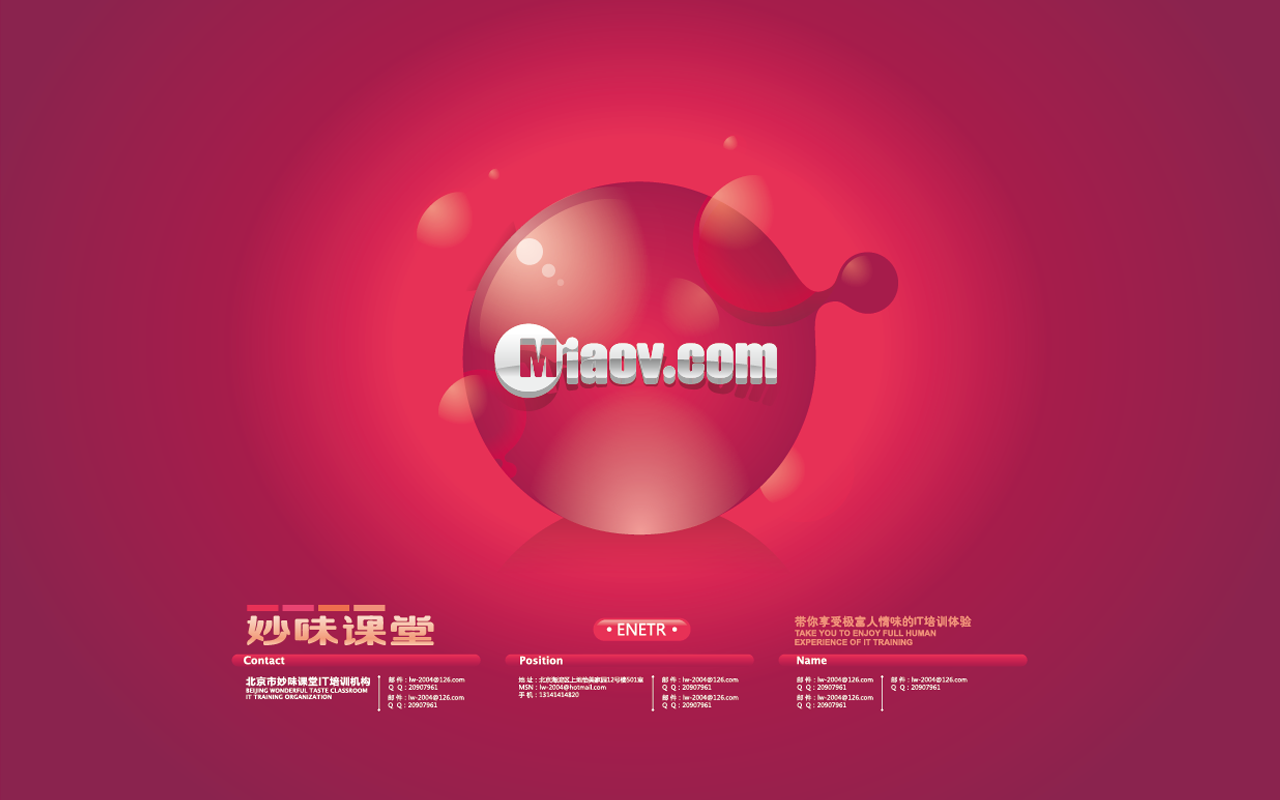 Miaov.com
妙味课堂
• ENETR •
带你享受极富人情味的IT培训体验
TAKE YOU TO ENJOY FULL HUMAN
EXPERIENCE OF IT TRAINING
Contact
北京市妙味课堂IT培训机构
BEIJING WONDERFUL TASTE CLASSROOM
IT TRAINING ORGANIZATION
邮 件：lw-2004@126.com
Q Q：20907961
邮 件：lw-2004@126.com
Q Q：20907961
Position
地 址：北京海淀区上地怡美家园12号楼501室
MSN：lw-2004@hotmail.com
手 机：13141414820
邮 件：lw-2004@126.com
Q Q：20907961
邮 件：lw-2004@126.com
Q Q：20907961
Name
邮 件：lw-2004@126.com
Q Q：20907961
邮 件：lw-2004@126.com
Q Q：20907961
邮 件：lw-2004@126.com
Q Q：20907961